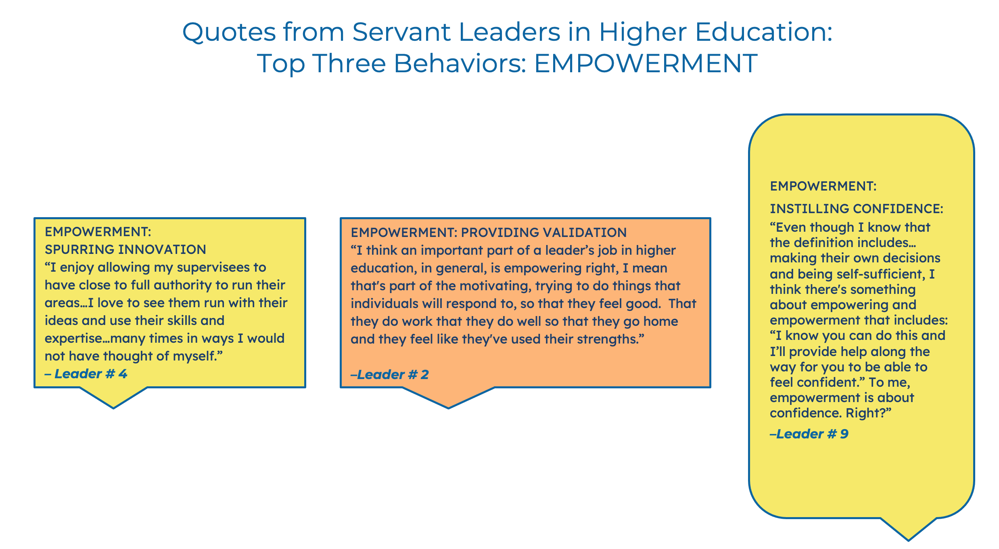 Quotes from Servant Leaders in Higher Education:
Top Three Behaviors: EMPOWERMENT
EMPOWERMENT:
SPURRING INNOVATION
“I enjoy allowing my supervisees to
have close to full authority to run their
areas…I love to see them run with their
ideas and use their skills and
expertise…many times in ways I would
not have thought of myself.”
– Leader # 4
EMPOWERMENT: PROVIDING VALIDATION
“I think an important part of a leader’s job in higher
education, in general, is empowering right, I mean
that's part of the motivating, trying to do things that
individuals will respond to, so that they feel good.  That
they do work that they do well so that they go home
and they feel like they've used their strengths.”
–Leader # 2
EMPOWERMENT:
INSTILLING CONFIDENCE:
“Even though I know that
the definition includes…
making their own decisions
and being self-sufficient, I
think there's something
about empowering and
empowerment that includes:
“I know you can do this and
I’ll provide help along the
way for you to be able to
feel confident.” To me,
empowerment is about
confidence. Right?”
–Leader # 9